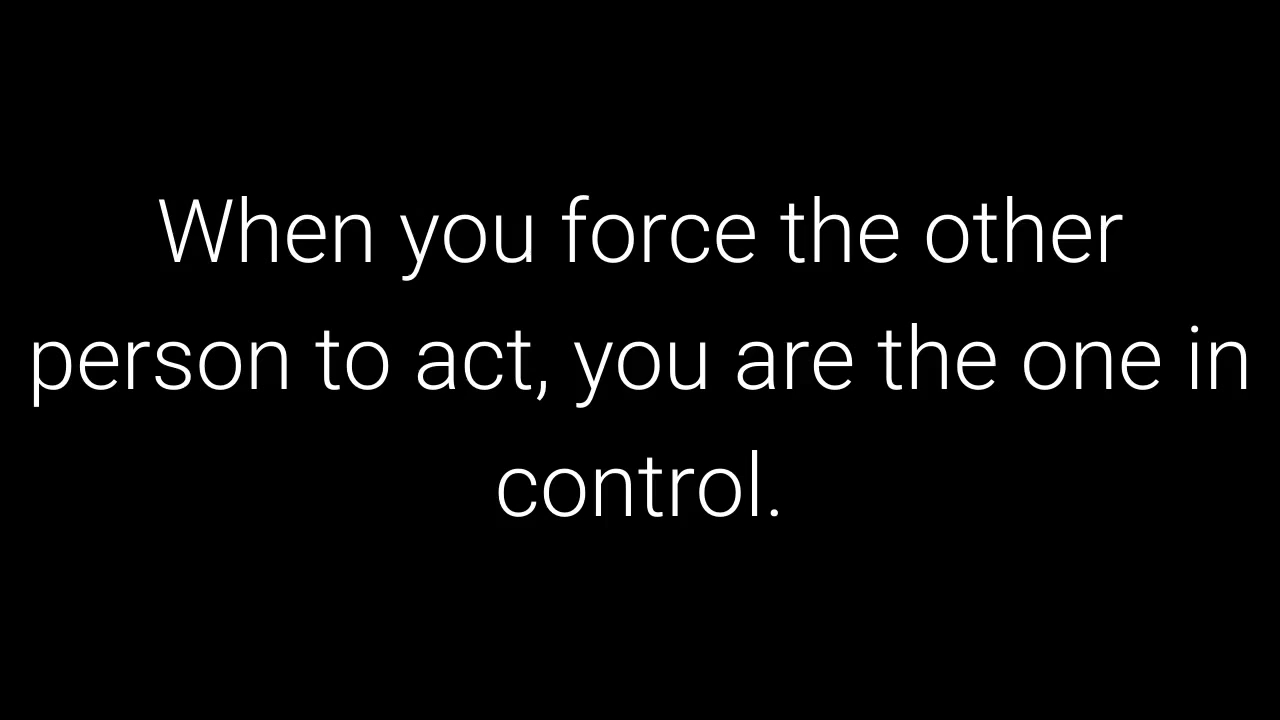 When you force the other
person to act, you are the one in
control.